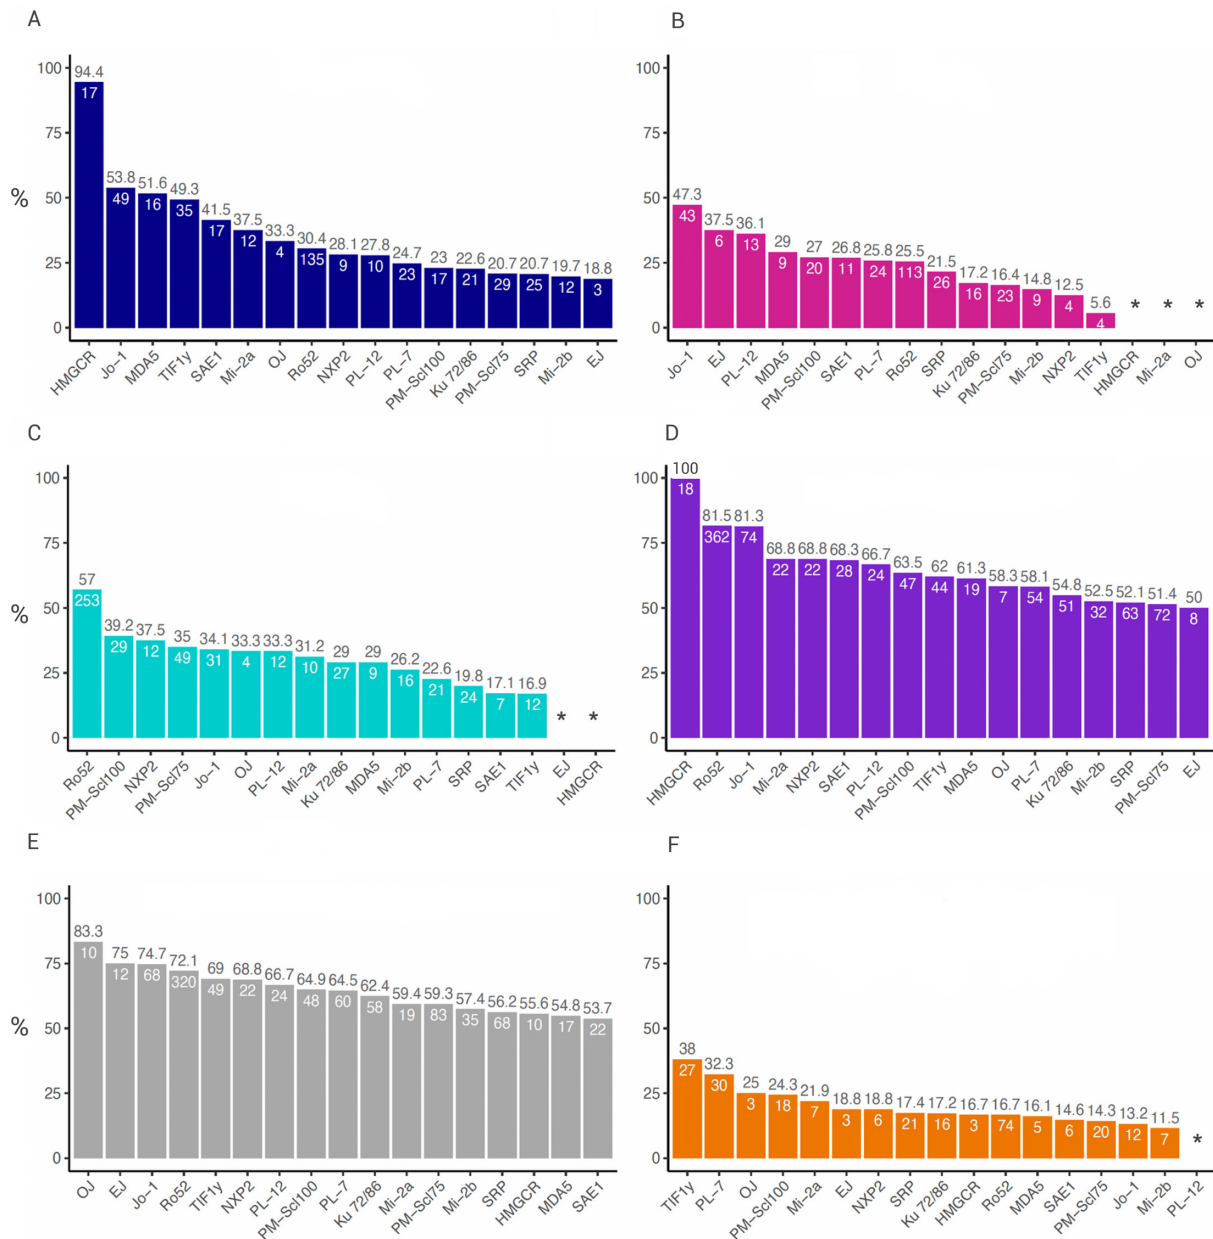 A
100
75
50
25
0
%
94.4 53.8 51.6 49.3 41.5 37.5 33.3 30.4 28.1 27.8 24.7 23 22.6 20.7 20.7 19.7 18.8
17 49 16 35 17 12 4 135 9 10 23 17 21 29 25 12 3
HMGCR Jo-1 MDA5 TIF1y SAE1 Mi-2a OJ Ro52 NXP2 PL-12 PL-7 PM-Scl100 Ku 72/86 PM-Scl75 SRP Mi-2b EJ
B
100
75
50
25
0
47.3 37.5 36.1 29 27 26.8 25.8 25.5 21.5 17.2 16.4 14.8 12.5 5.6 * * *
43 6 13 9 20 11 24 113 26 16 23 9 4 4
Jo-1 EJ PL-12 MDA5 PM-Scl100 SAE1 PL-7 Ro52 SRP Ku 72/86 PM-Scl75 Mi-2b NXP2 TIF1y HMGCR Mi-2a OJ
C
100
75
50
25
0
%
57 39.2 37.5 35 34.1 33.3 33.3 31.2 29 29 26.2 22.6 19.8 17.1 16.9 * *
253 29 12 49 31 4 12 10 27 9 16 21 24 7 12
Ro52 PM-Scl100 NXP2 PM-Scl75 Jo-1 OJ PL-12 Mi-2a Ku 72/86 MDA5 Mi-2b PL-7 SRP SAE1 TIF1y EJ HMGCR
D
100
75
50
25
0
100 81.5 81.3 68.8 68.8 68.3 66.7 63.5 62 61.3 58.3 58.1 54.8 52.5 52.1 51.4 50
18 362 74 22 22 28 24 47 44 19 7 54 51 32 63 72 8
HMGCR Ro52 Jo-1 Mi-2a NXP2 SAE1 PL-12 PM-Scl100 TIF1y MDA5 OJ PL-7 Ku 72/86 Mi-2b SRP PM-Scl75 EJ
E
100
75
50
25
0
%
83.3 75 74.7 72.1 69 68.8 66.7 64.9 64.5 62.4 59.4 59.3 57.4 56.2 55.6 54.8 53.7
10 12 68 320 49 22 24 48 60 58 19 83 35 68 10 17 22
OJ EJ Jo-1 Ro52 TIF1y NXP2 PL-12 PM-Scl100 PL-7 Ku 72/86 Mi-2a PM-Scl75 Mi-2b SRP HMGCR MDA5 SAE1
F
100
75
50
25
0
38 32.3 25 24.3 21.9 18.8 18.8 17.4 17.2 16.7 16.7 16.1 14.6 14.3 13.2 11.5 *
27 30 3 18 7 3 6 21 16 3 74 5 6 20 12 7
TIF1y PL-7 OJ PM-Scl100 Mi-2a EJ NXP2 SRP Ku 72/86 HMGCR Ro52 MDA5 SAE1 PM-Scl75 Jo-1 Mi-2b PL-12